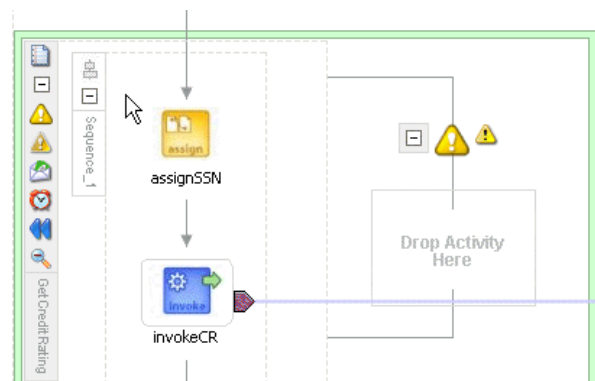 Sequence_1
assign
assignSSN
Drop Activity
Here
invoke
invokeCR
Get Credit Rating